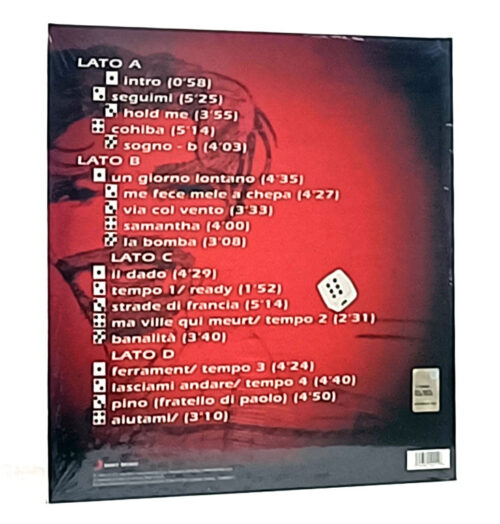 LATO A
intro (0'58)
seguimi (5'25)
hold me (3'55)
cohiba (5'14)
sogno - b (4'03)
LATO B
un giorno lontano (4'35)
me fece mele a chepa (4'27)
via col vento (3'33)
samantha (4'00)
la bomba (3'08)
LATO C
il dado (4'29)
tempo 1/ ready (1'52)
strade di francia (5'14)
ma ville qui meurt/ tempo 2 (2'31)
banalità (3'40)
LATO D
ferrament/ tempo 3 (4'24)
lasciami andare/ tempo 4 (4'40)
pino (fratello di paolo) (4'50)
aiutami/ (3'10)
SONY MUSIC